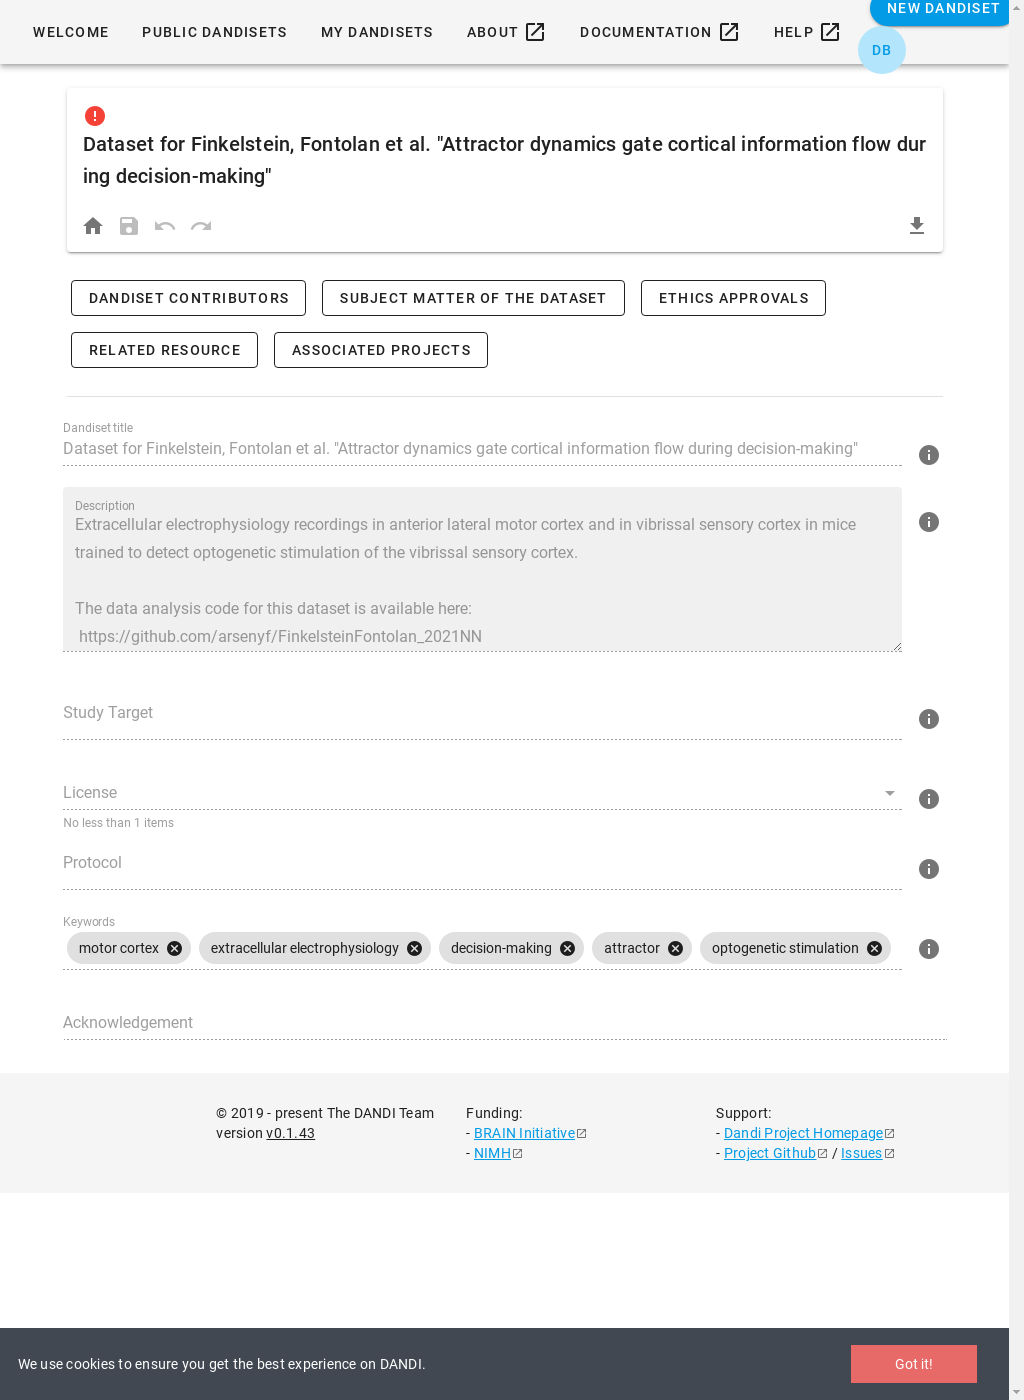 NEW DANDISET
WELCOME PUBLIC DANDISETS MY DANDISETS ABOUT DOCUMENTATION HELP
DB
Dataset for Finkelstein, Fontolan et al. "Attractor dynamics gate cortical information flow dur
ing decision-making"
DANDISET CONTRIBUTORS SUBJECT MATTER OF THE DATASET ETHICS APPROVALS
RELATED RESOURCE ASSOCIATED PROJECTS
Dandiset title
Dataset for Finkelstein, Fontolan et al. "Attractor dynamics gate cortical information flow during decision-making"
Description
Extracellular electrophysiology recordings in anterior lateral motor cortex and in vibrissal sensory cortex in mice
trained to detect optogenetic stimulation of the vibrissal sensory cortex.
The data analysis code for this dataset is available here:
https://github.com/arsenyf/FinkelsteinFontolan_2021NN
Study Target
License
No less than 1 items
Protocol
Keywords
motor cortex extracellular electrophysiology decision-making attractor optogenetic stimulation
Acknowledgement
© 2019 - present The DANDI Team
version v0.1.43
Funding:
- BRAIN Initiative
- NIMH
Support:
- Dandi Project Homepage
- Project Github / Issues
We use cookies to ensure you get the best experience on DANDI.
Got it!